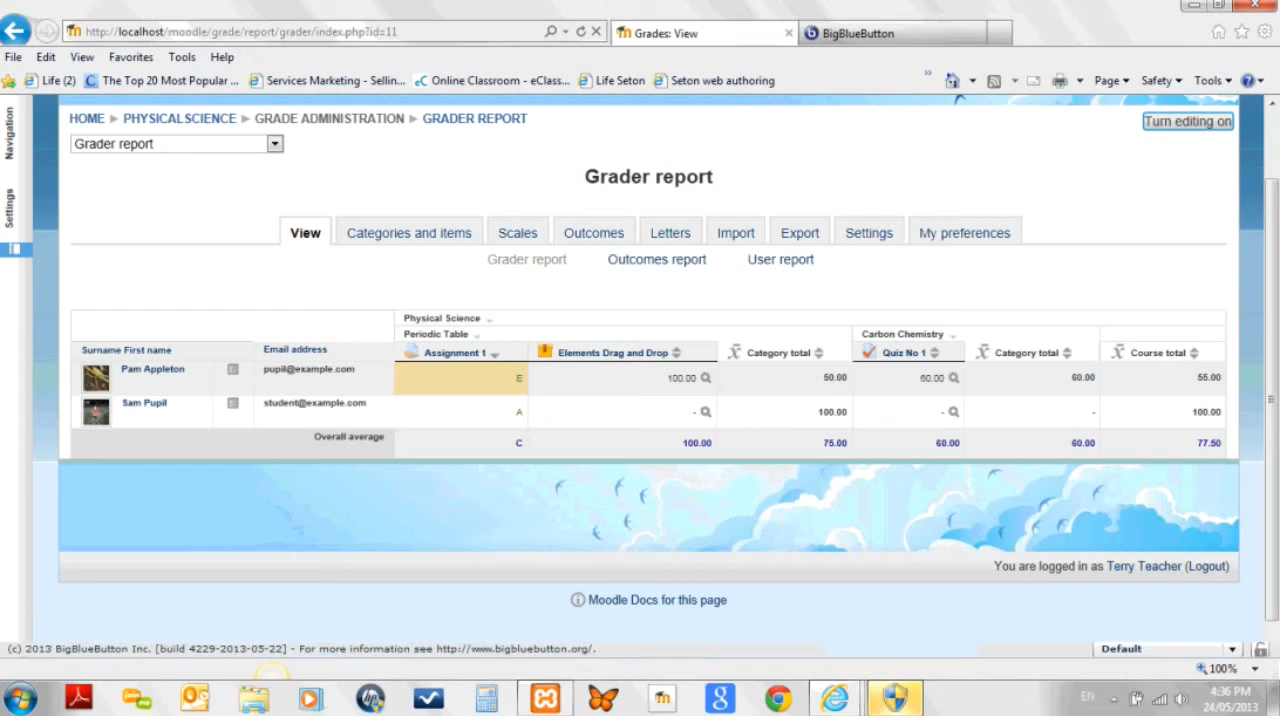 http://localhost/moodle/grade/report/grader/index.php?id=11
Grades: View
BigBlueButton
File Edit View Favorites Tools Help
Life (2) The Top 20 Most Popular ... Services Marketing - Sellin... Online Classroom - eClass... Life Seton Seton web authoring
Page Safety Tools
Navigation
Settings
HOME PHYSICALSCIENCE GRADE ADMINISTRATION GRADER REPORT
Turn editing on
Grader report
Grader report
View Categories and items Scales Outcomes Letters Import Export Settings My preferences
Grader report Outcomes report User report
Physical Science
Periodic Table Carbon Chemistry
Surname First name Email address Assignment 1 Elements Drag and Drop Category total Quiz No 1 Category total Course total
Pam Appleton pupil@example.com E 100.00 50.00 60.00 60.00 55.00
Sam Pupil student@example.com A - 100.00 - - 100.00
Overall average C 100.00 75.00 60.00 60.00 77.50
You are logged in as Terry Teacher (Logout)
Moodle Docs for this page
(c) 2013 BigBlueButton Inc. [build 4229-2013-05-22] - For more information see http://www.bigbluebutton.org/.
Default
100%
EN
4:36 PM
24/05/2013